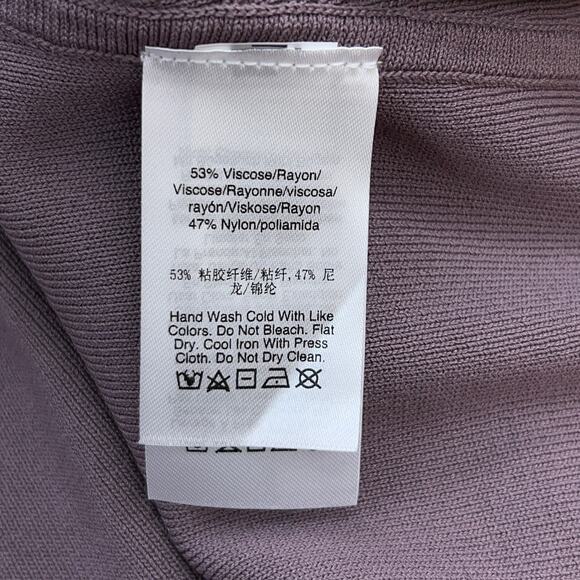 53% Viscose/Rayon/
Viscose/Rayonne/viscosa/
rayón/Viskose/Rayon
47% Nylon/poliamida
53% 粘胶纤维/粘纤,47% 尼
龙/锦纶
Hand Wash Cold With Like
Colors. Do Not Bleach. Flat
Dry. Cool Iron With Press
Cloth. Do Not Dry Clean.